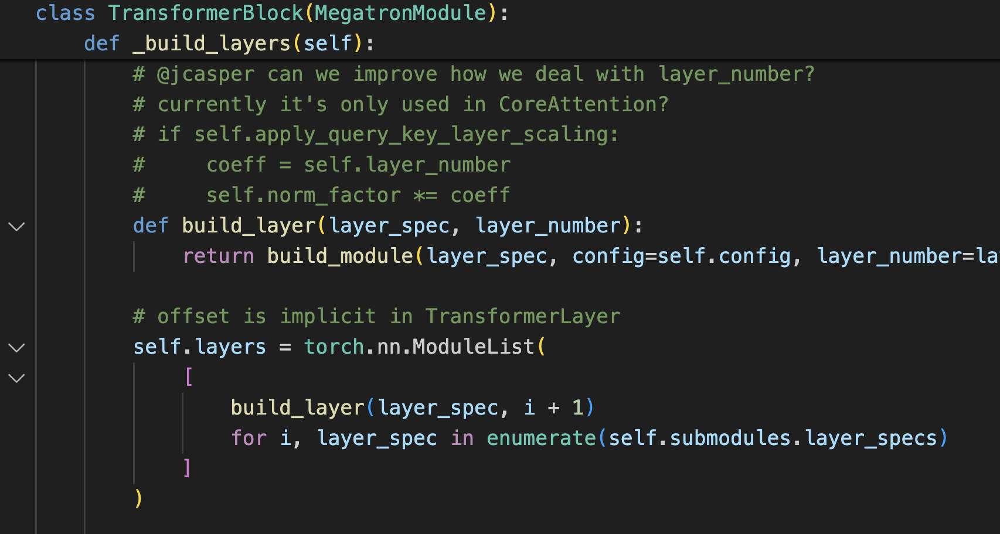 class TransformerBlock(MegatronModule):
def _build_layers(self):
# @jcasper can we improve how we deal with layer_number?
# currently it's only used in CoreAttention?
# if self.apply_query_key_layer_scaling:
#     coeff = self.layer_number
#     self.norm_factor *= coeff
def build_layer(layer_spec, layer_number):
return build_module(layer_spec, config=self.config, layer_number=la
# offset is implicit in TransformerLayer
self.layers = torch.nn.ModuleList(
[
build_layer(layer_spec, i + 1)
for i, layer_spec in enumerate(self.submodules.layer_specs)
]
)